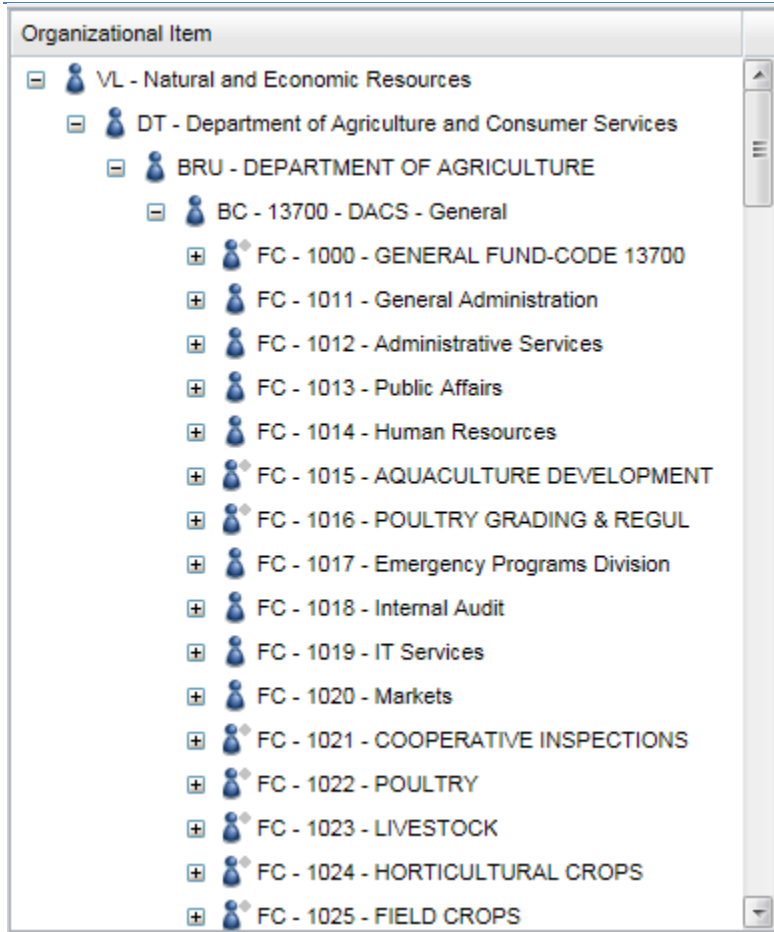 Organizational Item
VL - Natural and Economic Resources
DT - Department of Agriculture and Consumer Services
BRU - DEPARTMENT OF AGRICULTURE
BC - 13700 - DACS - General
FC - 1000 - GENERAL FUND-CODE 13700
FC - 1011 - General Administration
FC - 1012 - Administrative Services
FC - 1013 - Public Affairs
FC - 1014 - Human Resources
FC - 1015 - AQUACULTURE DEVELOPMENT
FC - 1016 - POULTRY GRADING & REGUL
FC - 1017 - Emergency Programs Division
FC - 1018 - Internal Audit
FC - 1019 - IT Services
FC - 1020 - Markets
FC - 1021 - COOPERATIVE INSPECTIONS
FC - 1022 - POULTRY
FC - 1023 - LIVESTOCK
FC - 1024 - HORTICULTURAL CROPS
FC - 1025 - FIELD CROPS